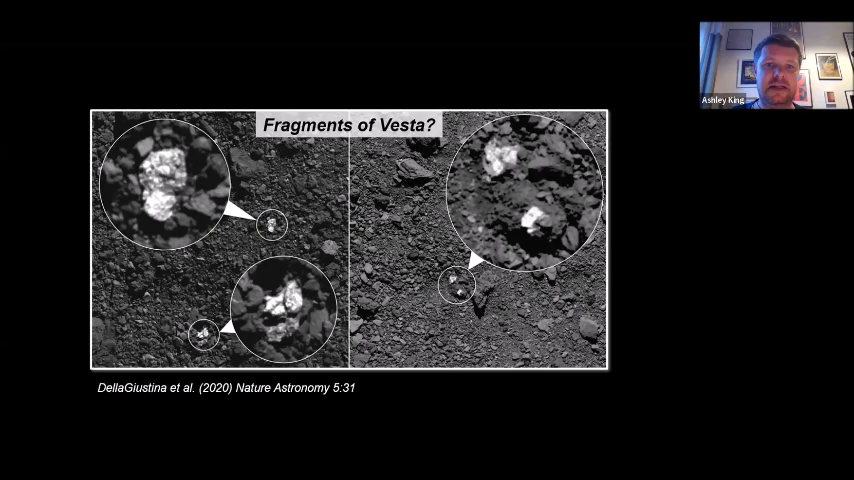 Fragments of Vesta?
Ashley King
DellaGiustina et al. (2020) Nature Astronomy 5:31